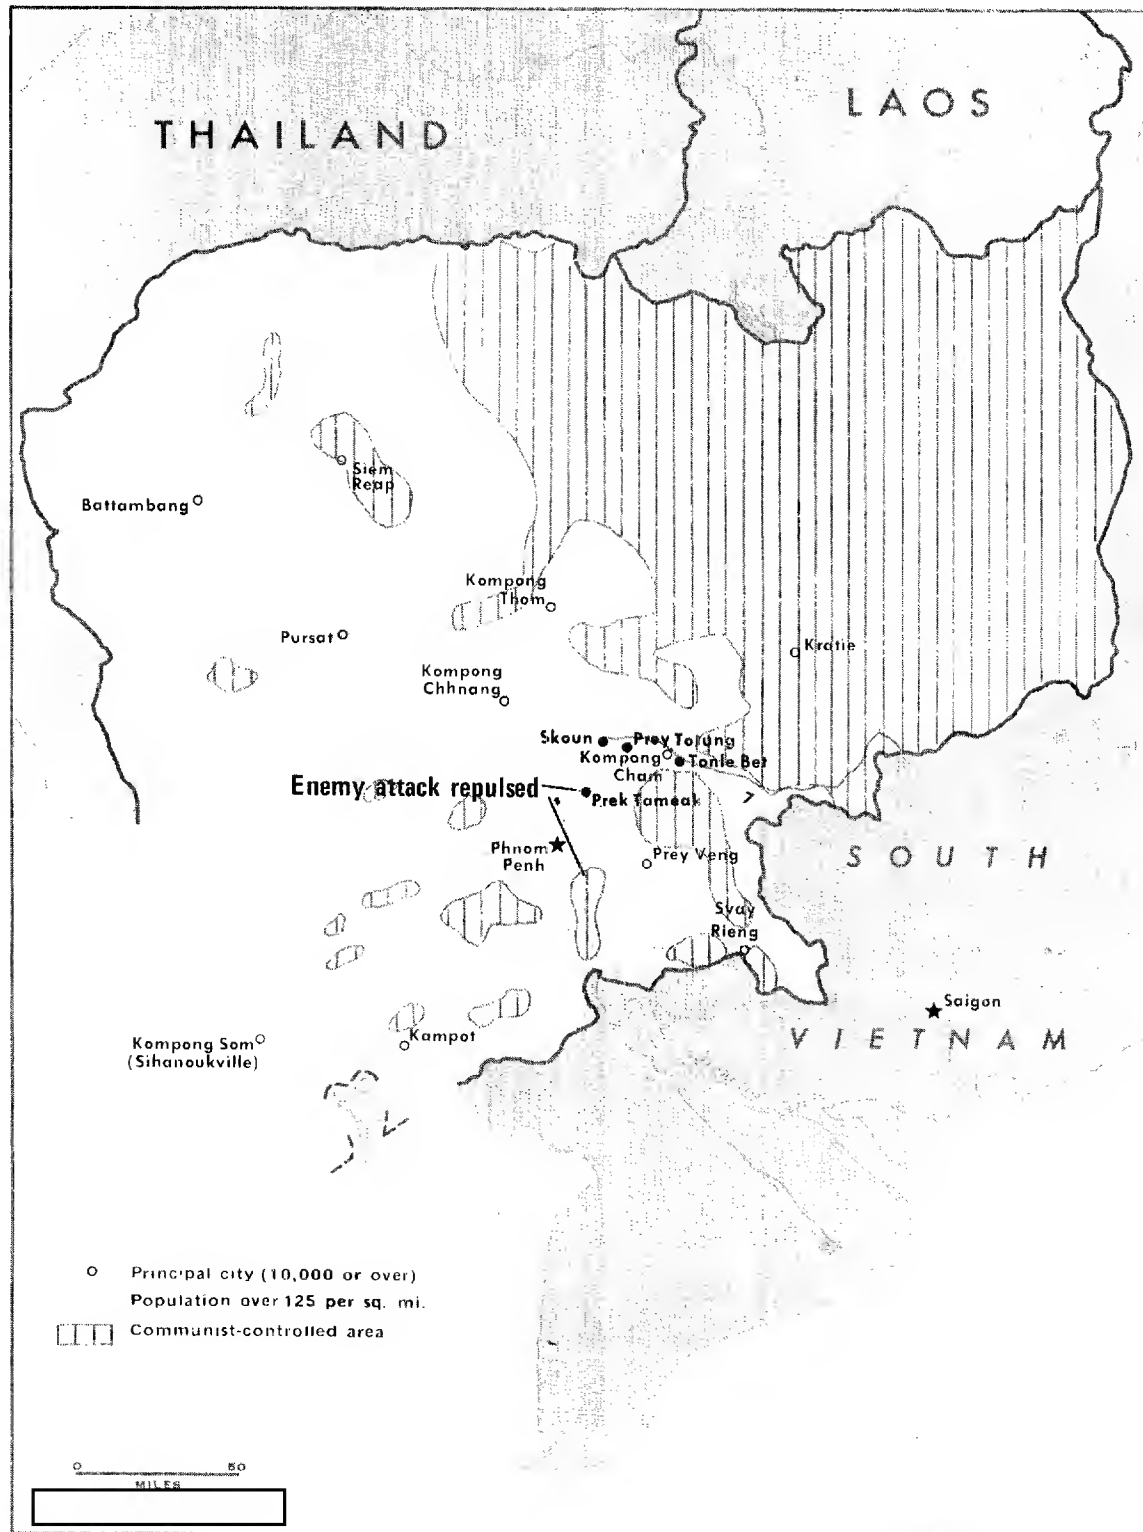 THAILAND
LAOS
Siem
Reap
Battambang
Kompong
Thom
Pursat
Kratie
Kompong
Chhnang
Skoun
Prey Totung
Kompong
Cham
Tonle Bet
Enemy attack repulsed
Prek Tameak
7
Phnom
Penh
Prey Veng
SOUTH
Svay
Rieng
Saigon
VIETNAM
Kompong Som
(Sihanoukville)
Kampot
Principal city (10,000 or over)
Population over 125 per sq. mi.
Communist-controlled area
0 50
MILES